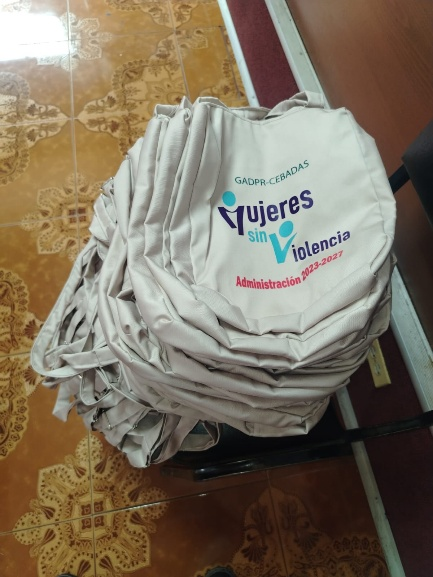 GADPR-CEBADAS
Mujeres
sin Violencia
Administración 2023-2027